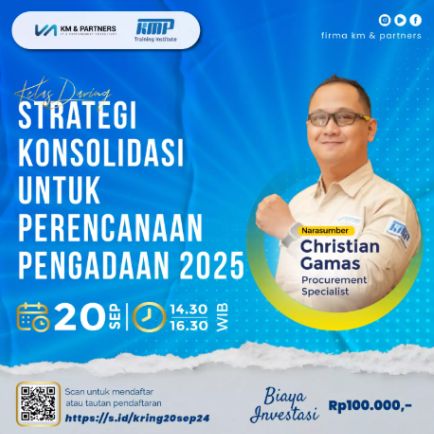 KM & PARTNERS
KMP
Training Institute
firma km & partners
Kelas Daring
STRATEGI
KONSOLIDASI
UNTUK
PERENCANAAN
PENGADAAN 2025
Narasumber
Christian
Gamas
Procurement
Specialist
20 SEP
14.30
16.30
WIB
Scan untuk mendaftar
atau tautan pendaftaran
https://s.id/kring20sep24
Biaya
Investasi
Rp100.000,-